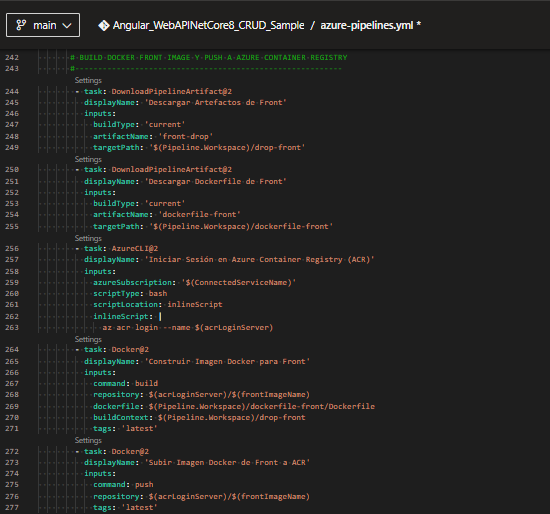 main Angular_WebAPINetCore8_CRUD_Sample / azure-pipelines.yml *
242 # BUILD DOCKER FRONT IMAGE Y PUSH A AZURE CONTAINER REGISTRY
243 #----------------------------------------------------------
Settings
244 - task: DownloadPipelineArtifact@2
245 displayName: 'Descargar Artefactos de Front'
246 inputs:
247 buildType: 'current'
248 artifactName: 'front-drop'
249 targetPath: '$(Pipeline.Workspace)/drop-front'
Settings
250 - task: DownloadPipelineArtifact@2
251 displayName: 'Descargar Dockerfile de Front'
252 inputs:
253 buildType: 'current'
254 artifactName: 'dockerfile-front'
255 targetPath: '$(Pipeline.Workspace)/dockerfile-front'
Settings
256 - task: AzureCLI@2
257 displayName: 'Iniciar Sesión en Azure Container Registry (ACR)'
258 inputs:
259 azureSubscription: '$(ConnectedServiceName)'
260 scriptType: bash
261 scriptLocation: inlineScript
262 inlineScript: |
263 az acr login --name $(acrLoginServer)
Settings
264 - task: Docker@2
265 displayName: 'Construir Imagen Docker para Front'
266 inputs:
267 command: build
268 repository: $(acrLoginServer)/$(frontImageName)
269 dockerfile: $(Pipeline.Workspace)/dockerfile-front/Dockerfile
270 buildContext: $(Pipeline.Workspace)/drop-front
271 tags: 'latest'
Settings
272 - task: Docker@2
273 displayName: 'Subir Imagen Docker de Front a ACR'
274 inputs:
275 command: push
276 repository: $(acrLoginServer)/$(frontImageName)
277 tags: 'latest'